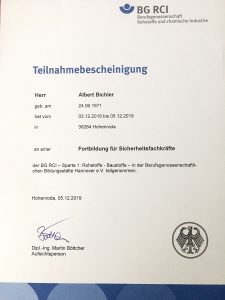 BG RCI
Berufsgenossenschaft
Rohstoffe und chemische Industrie
Teilnahmebescheinigung
Herr Albert Bichler
geb. am 24.06.1971
hat vom 03.12.2019 bis 05.12.2019
in 36284 Hohenroda
an einer Fortbildung für Sicherheitsfachkräfte
der BG RCI – Sparte 1: Rohstoffe - Baustoffe – in der Berufsgenossenschaftli-
chen Bildungsstätte Hannover e.V. teilgenommen.
Hohenroda, 05.12.2019
Dipl.-Ing. Martin Böttcher
Aufsichtsperson